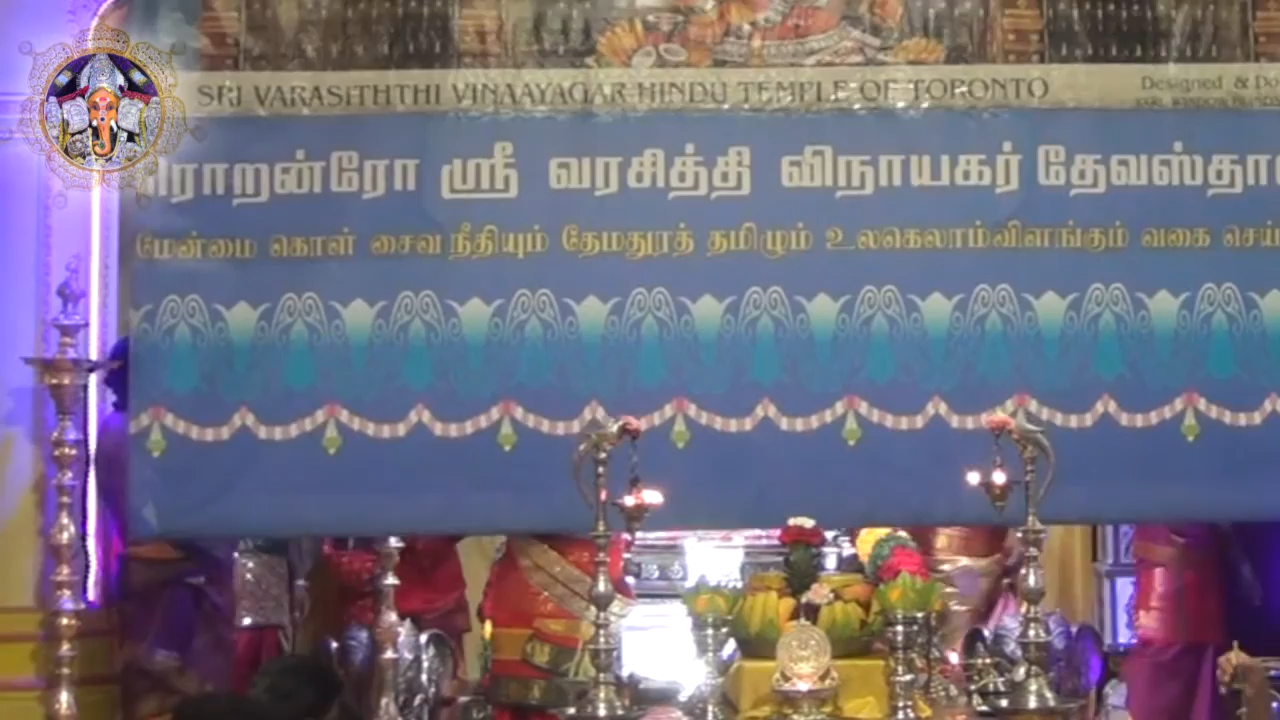 SRI VARASITHTHI VINAAYAGAR HINDU TEMPLE OF TORONTO
Designed & Do
ரொறன்ரோ ஸ்ரீ வரசித்தி விநாயகர் தேவஸ்தா
மேன்மை கொள் சைவ நீதியும் தேமதுரத் தமிழும் உலகெலாம்விளங்கும் வகை செய்